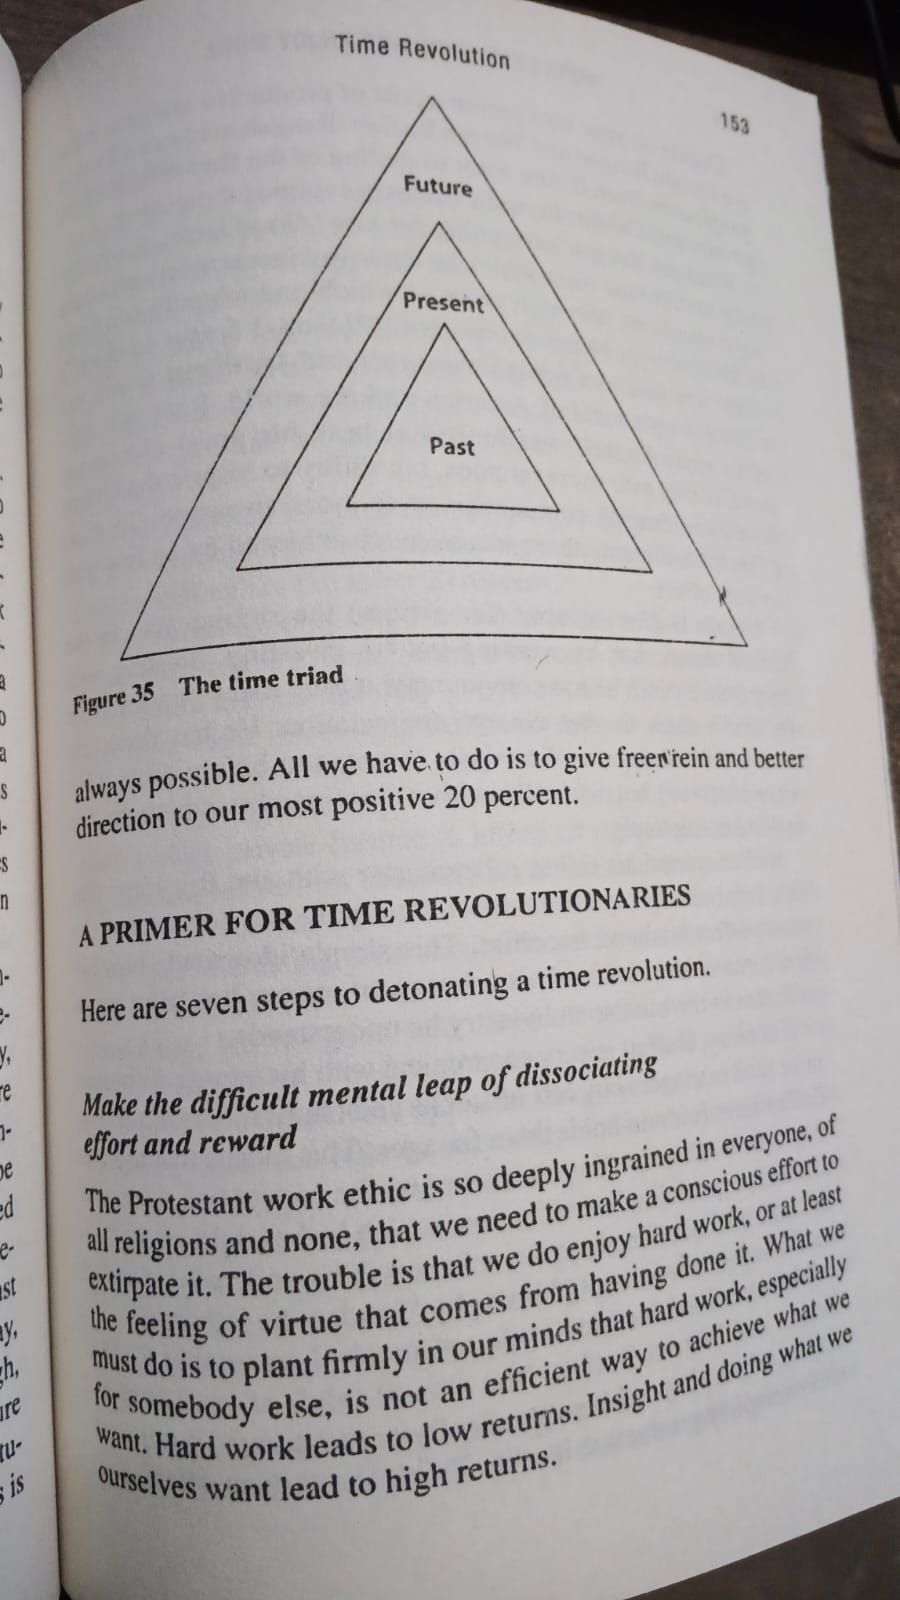 Time Revolution
153
Future
Present
Past
Figure 35 The time triad
always possible. All we have to do is to give free rein and better
direction to our most positive 20 percent.
A PRIMER FOR TIME REVOLUTIONARIES
Here are seven steps to detonating a time revolution.
Make the difficult mental leap of dissociating
effort and reward
The Protestant work ethic is so deeply ingrained in everyone, of
all religions and none, that we need to make a conscious effort to
extirpate it. The trouble is that we do enjoy hard work, or at least
the feeling of virtue that comes from having done it. What we
must do is to plant firmly in our minds that hard work, especially
for somebody else, is not an efficient way to achieve what we
want. Hard work leads to low returns. Insight and doing what we
ourselves want lead to high returns.